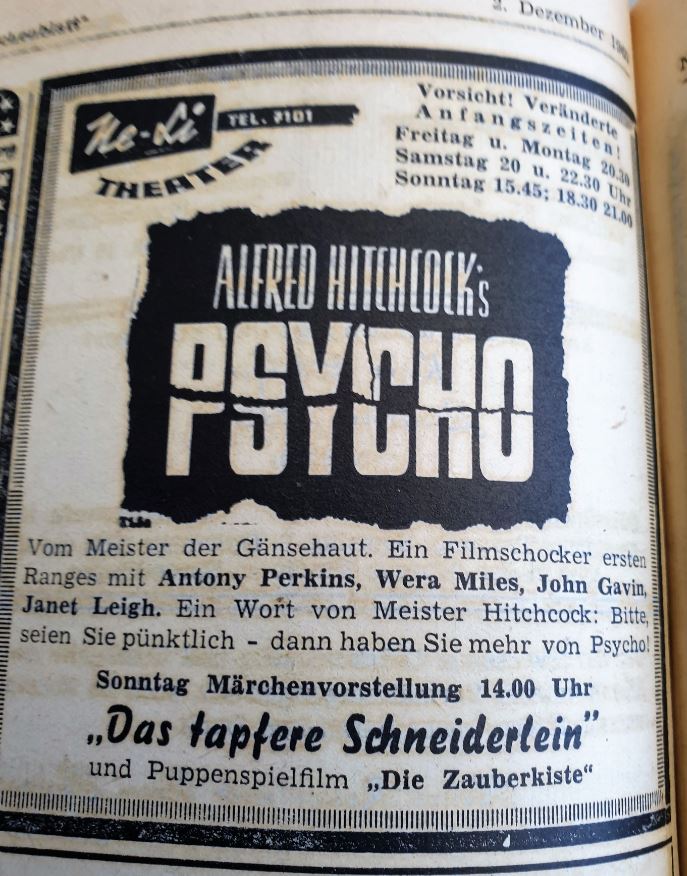 2. Dezember
Ne-Li
TEL. 7101
THEATER
Vorsicht! Veränderte
Anfangszeiten!
Freitag u. Montag 20.30
Samstag 20 u. 22.30 Uhr
Sonntag 15.45; 18.30 21.00
ALFRED HITCHCOCK's
PSYCHO
Vom Meister der Gänsehaut. Ein Filmschocker ersten
Ranges mit Antony Perkins, Wera Miles, John Gavin,
Janet Leigh. Ein Wort von Meister Hitchcock: Bitte,
seien Sie pünktlich - dann haben Sie mehr von Psycho!
Sonntag Märchenvorstellung 14.00 Uhr
„Das tapfere Schneiderlein”
und Puppenspielfilm „Die Zauberkiste“